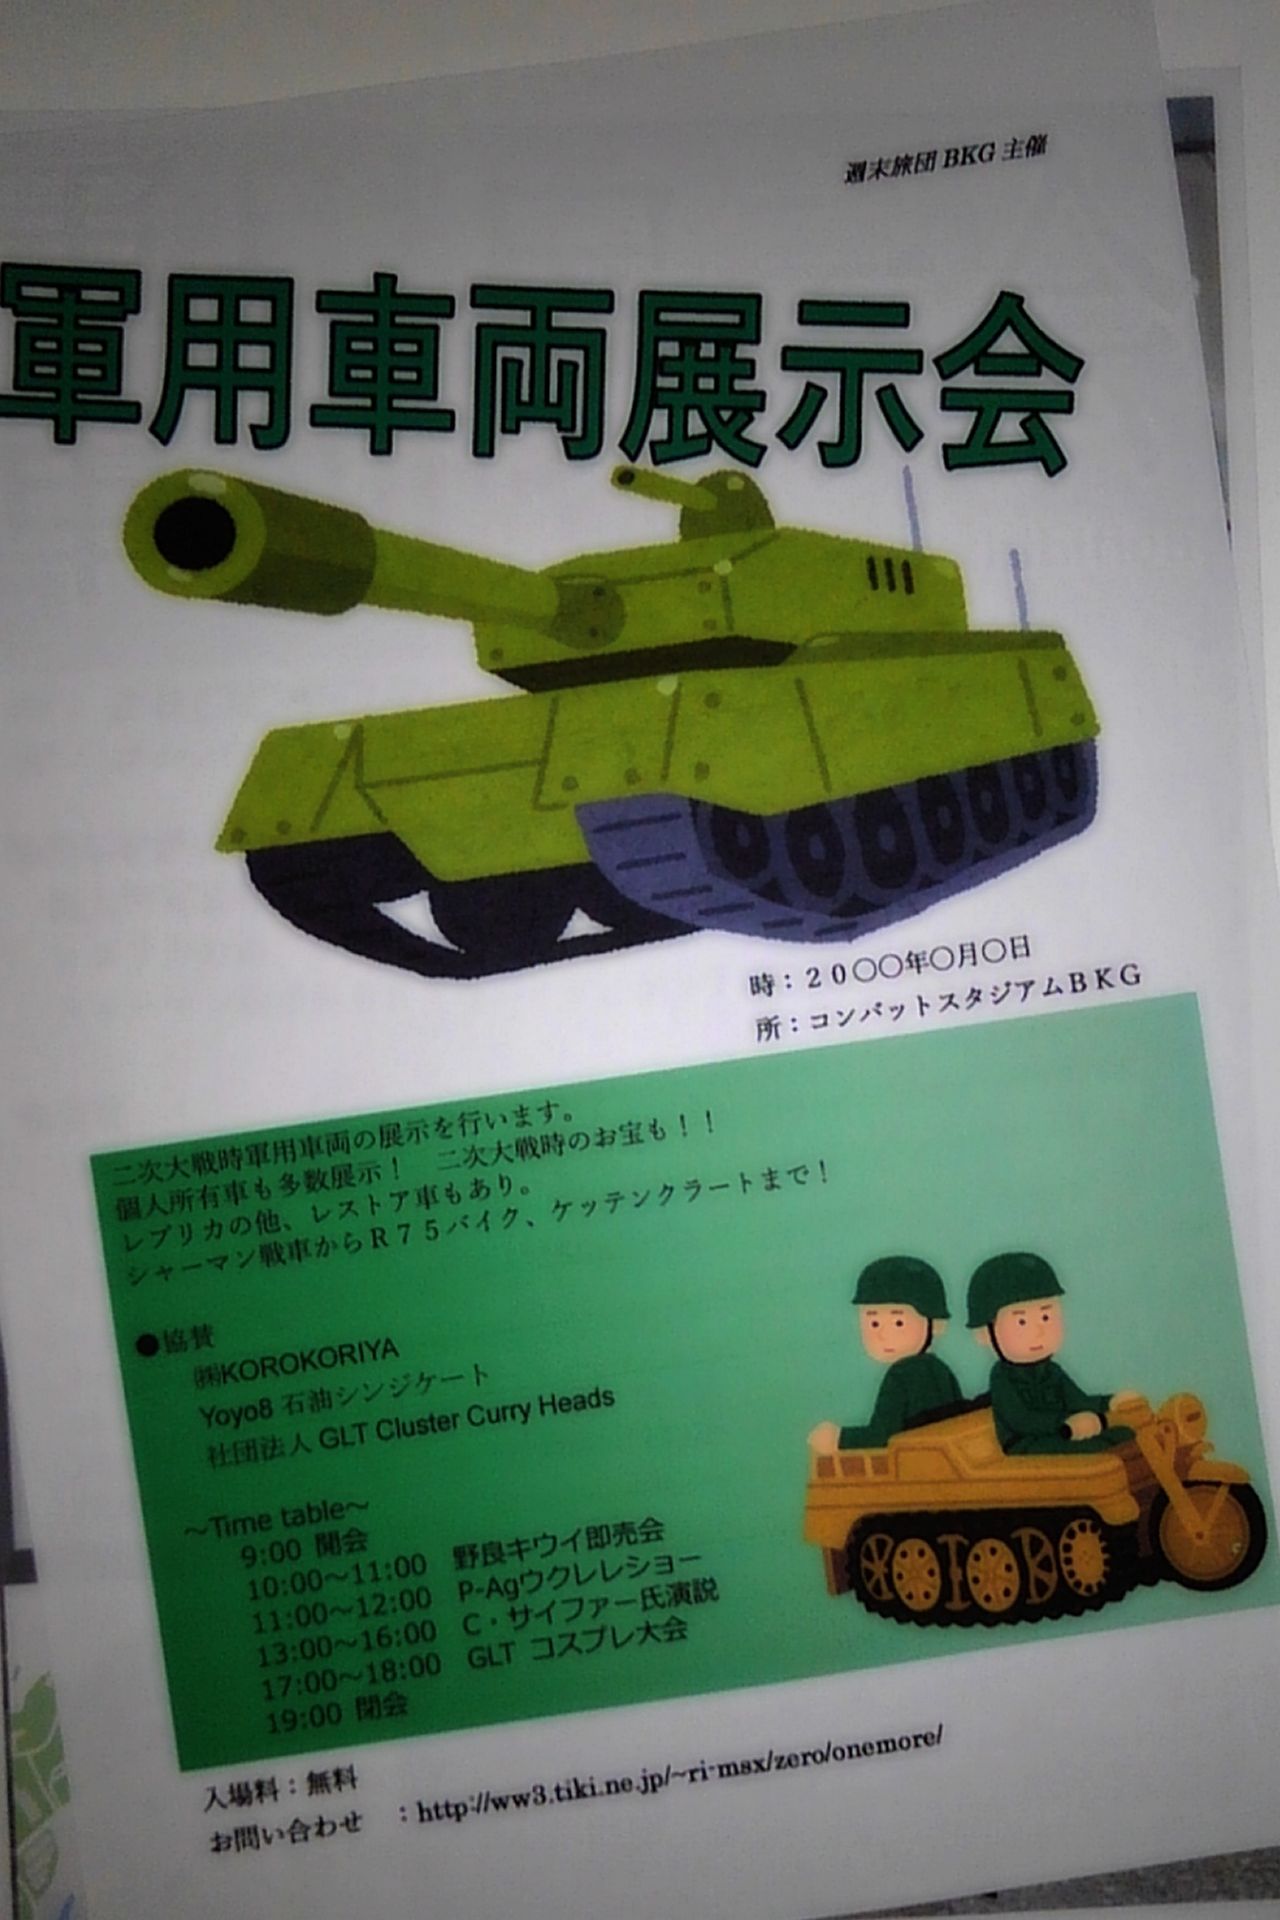 週末旅団 BKG 主催
軍用車両展示会
時：２０〇〇年〇月〇日
所：コンバットスタジアムＢＫＧ
二次大戦時軍用車両の展示を行います。
個人所有車も多数展示！　二次大戦時のお宝も！！
レプリカの他、レストア車もあり。
シャーマン戦車からＲ７５バイク、ケッテンクラートまで！
●協賛
㈱KOROKORIYA
Yoyo8 石油シンジケート
社団法人 GLT Cluster Curry Heads
～Time table～
9:00 開会
10:00～11:00 野良キウイ即売会
11:00～12:00 P-Agウクレレショー
13:00～16:00 C・サイファー氏演説
17:00～18:00 GLT コスプレ大会
19:00 閉会
入場料：無料
お問い合わせ　：http://ww3.tiki.ne.jp/~ri-msx/zero/onemore/